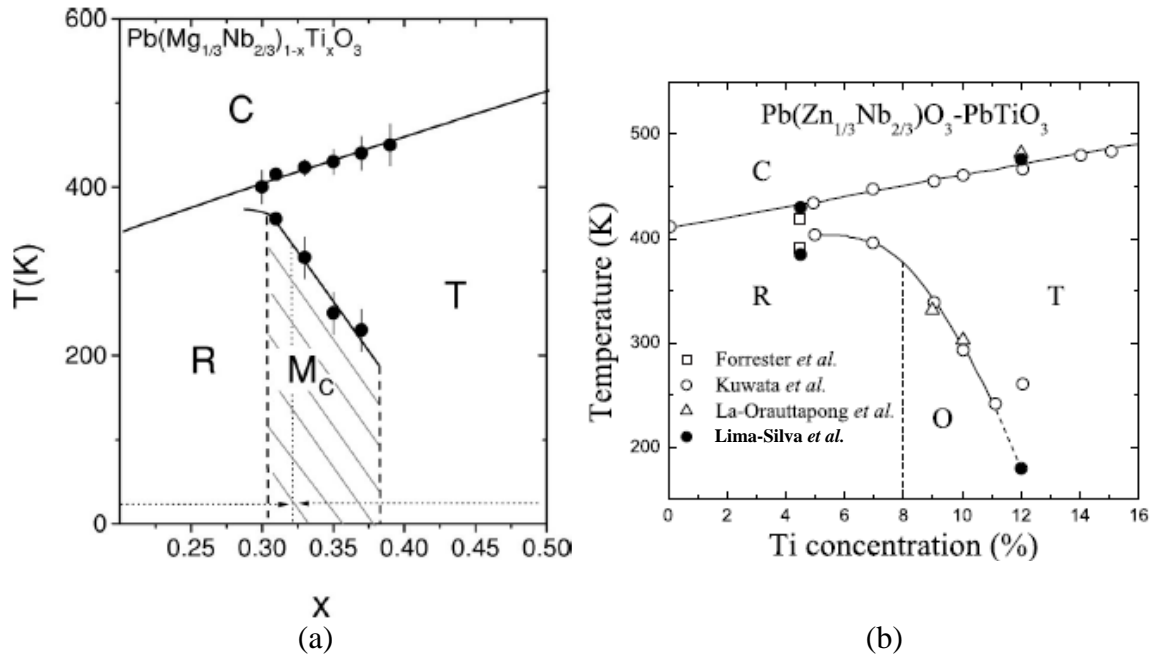 600
Pb(Mg1/3Nb2/3)1-xTixO3
C
400
T(K)
T
200
R
MC
0
0.25 0.30 0.35 0.40 0.45 0.50
x
(a)
Pb(Zn1/3Nb2/3)O3-PbTiO3
500
C
400
Temperature (K)
R
T
300
Forrester et al.
Kuwata et al.
La-Orauttapong et al.
Lima-Silva et al.
O
200
0 2 4 6 8 10 12 14 16
Ti concentration (%)
(b)